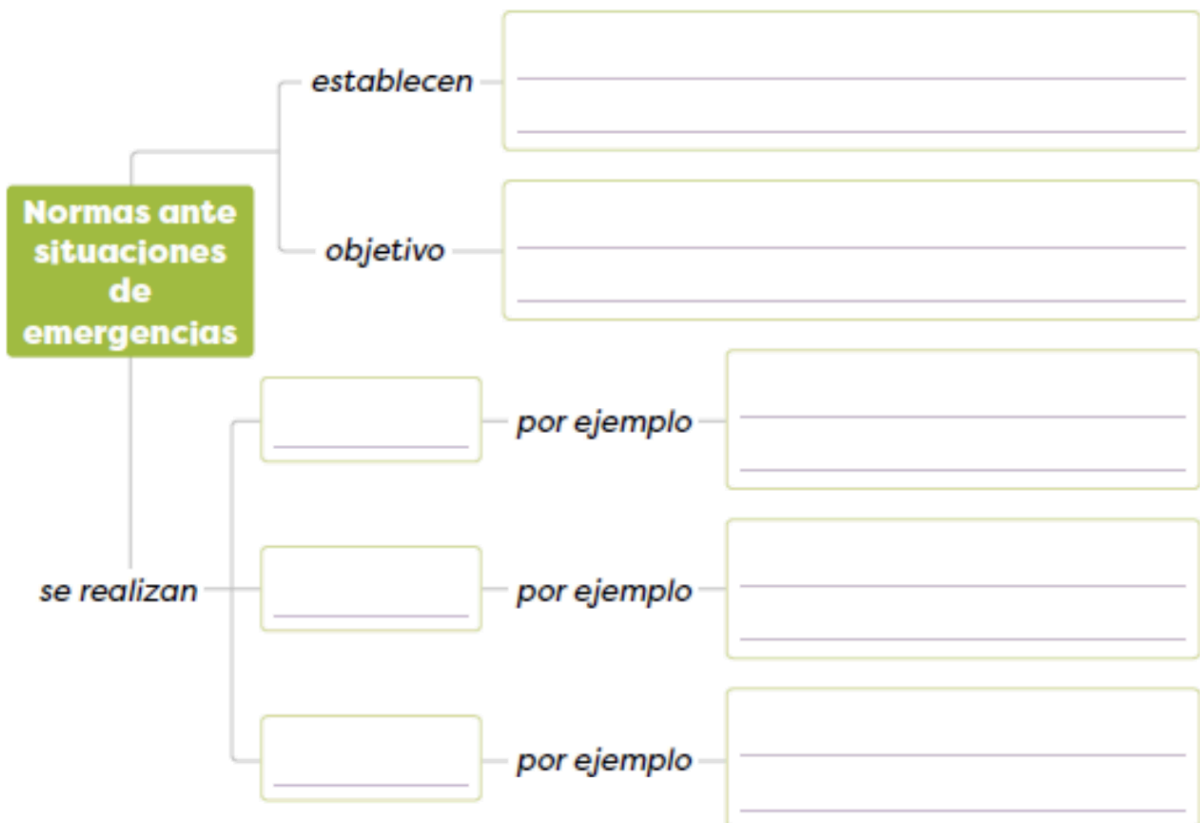 establecen
Normas ante
situaciones
de
emergencias
objetivo
por ejemplo
se realizan
por ejemplo
por ejemplo